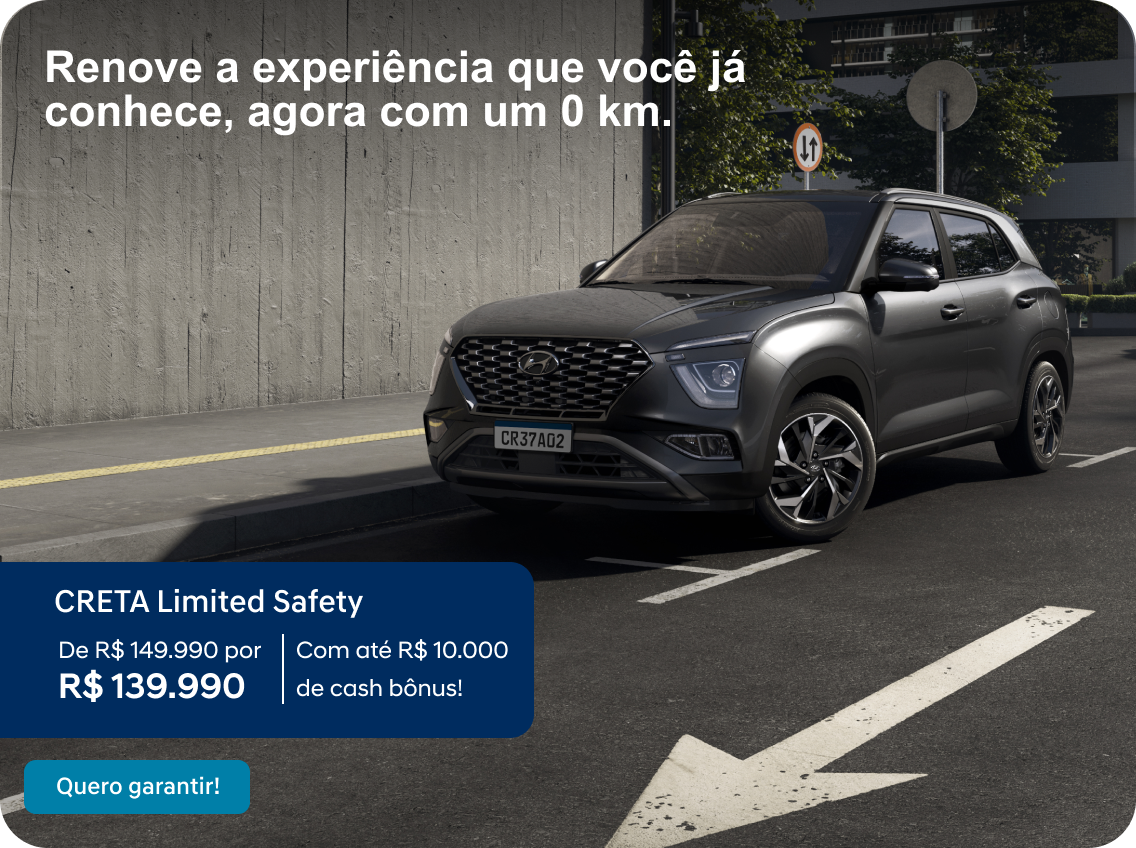 Renove a experiência que você já
conhece, agora com um 0 km.
CR37A02
CRETA Limited Safety
De R$ 149.990 por
R$ 139.990
Com até R$ 10.000
de cash bônus!
Quero garantir!